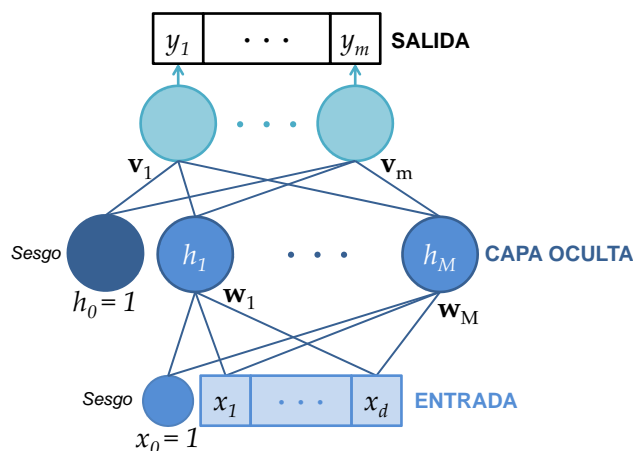 y1 · · · ym SALIDA
· · ·
v1 vm
Sesgo h1 · · · hM CAPA OCULTA
h0 = 1 w1 wM
Sesgo x1 · · · xd ENTRADA
x0 = 1